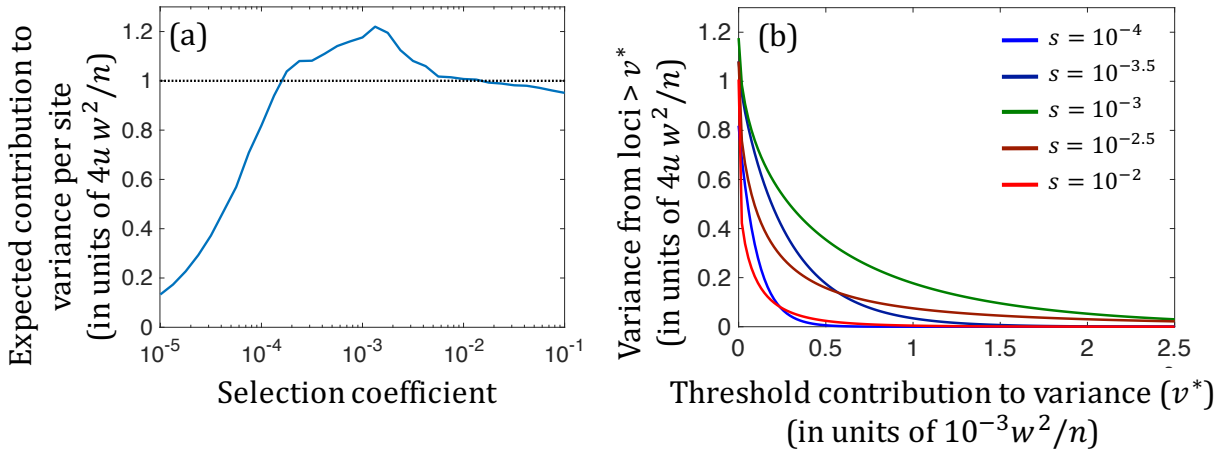 Expected contribution to
variance per site
(in units of 4u w²/n)
1.2
1
0.8
0.6
0.4
0.2
0
(a)
10⁻⁵
10⁻⁴
10⁻³
10⁻²
10⁻¹
Selection coefficient
Variance from loci > v*
(in units of 4u w²/n)
1.2
1
0.8
0.6
0.4
0.2
0
(b)
s = 10⁻⁴
s = 10⁻³·⁵
s = 10⁻³
s = 10⁻²·⁵
s = 10⁻²
0
0.5
1
1.5
2
2.5
Threshold contribution to variance (v*)
(in units of 10⁻³w²/n)